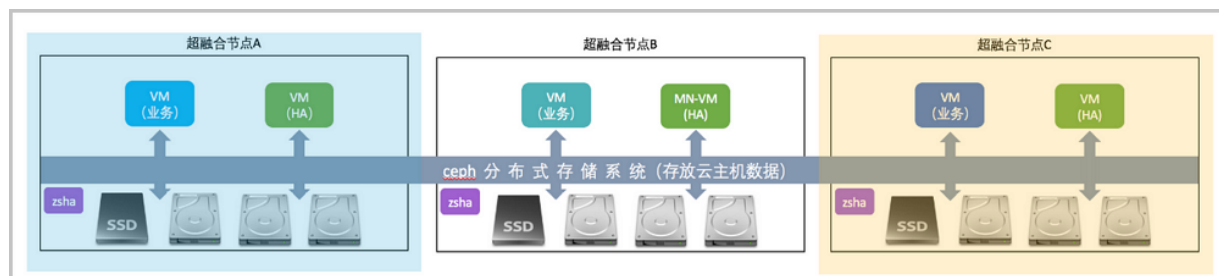 超融合节点A
VM
(业务)
VM
(HA)
超融合节点B
VM
(业务)
MN-VM
(HA)
超融合节点C
VM
(业务)
VM
(HA)
ceph 分 布 式 存 储 系 统（存放云主机数据）
zsha
SSD
zsha
SSD
zsha
SSD